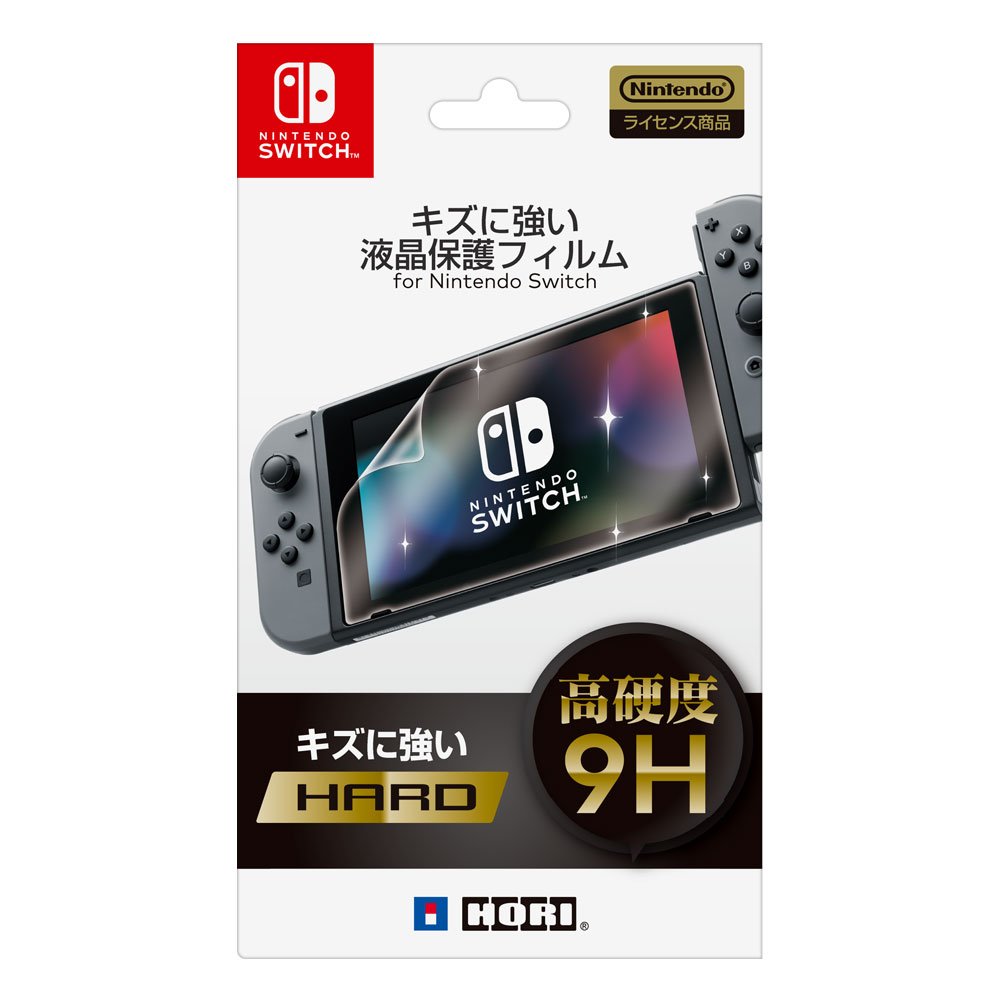 NINTENDO
SWITCH™
Nintendo®
ライセンス商品
キズに強い
液晶保護フィルム
for Nintendo Switch
X
Y
B
NINTENDO
SWITCH™
高硬度
9H
キズに強い
HARD
HORI®